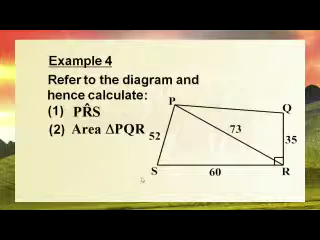 Example 4
Refer to the diagram and
hence calculate:
(1) PR̂S
(2) Area ΔPQR
P
Q
52
73
35
S
60
R